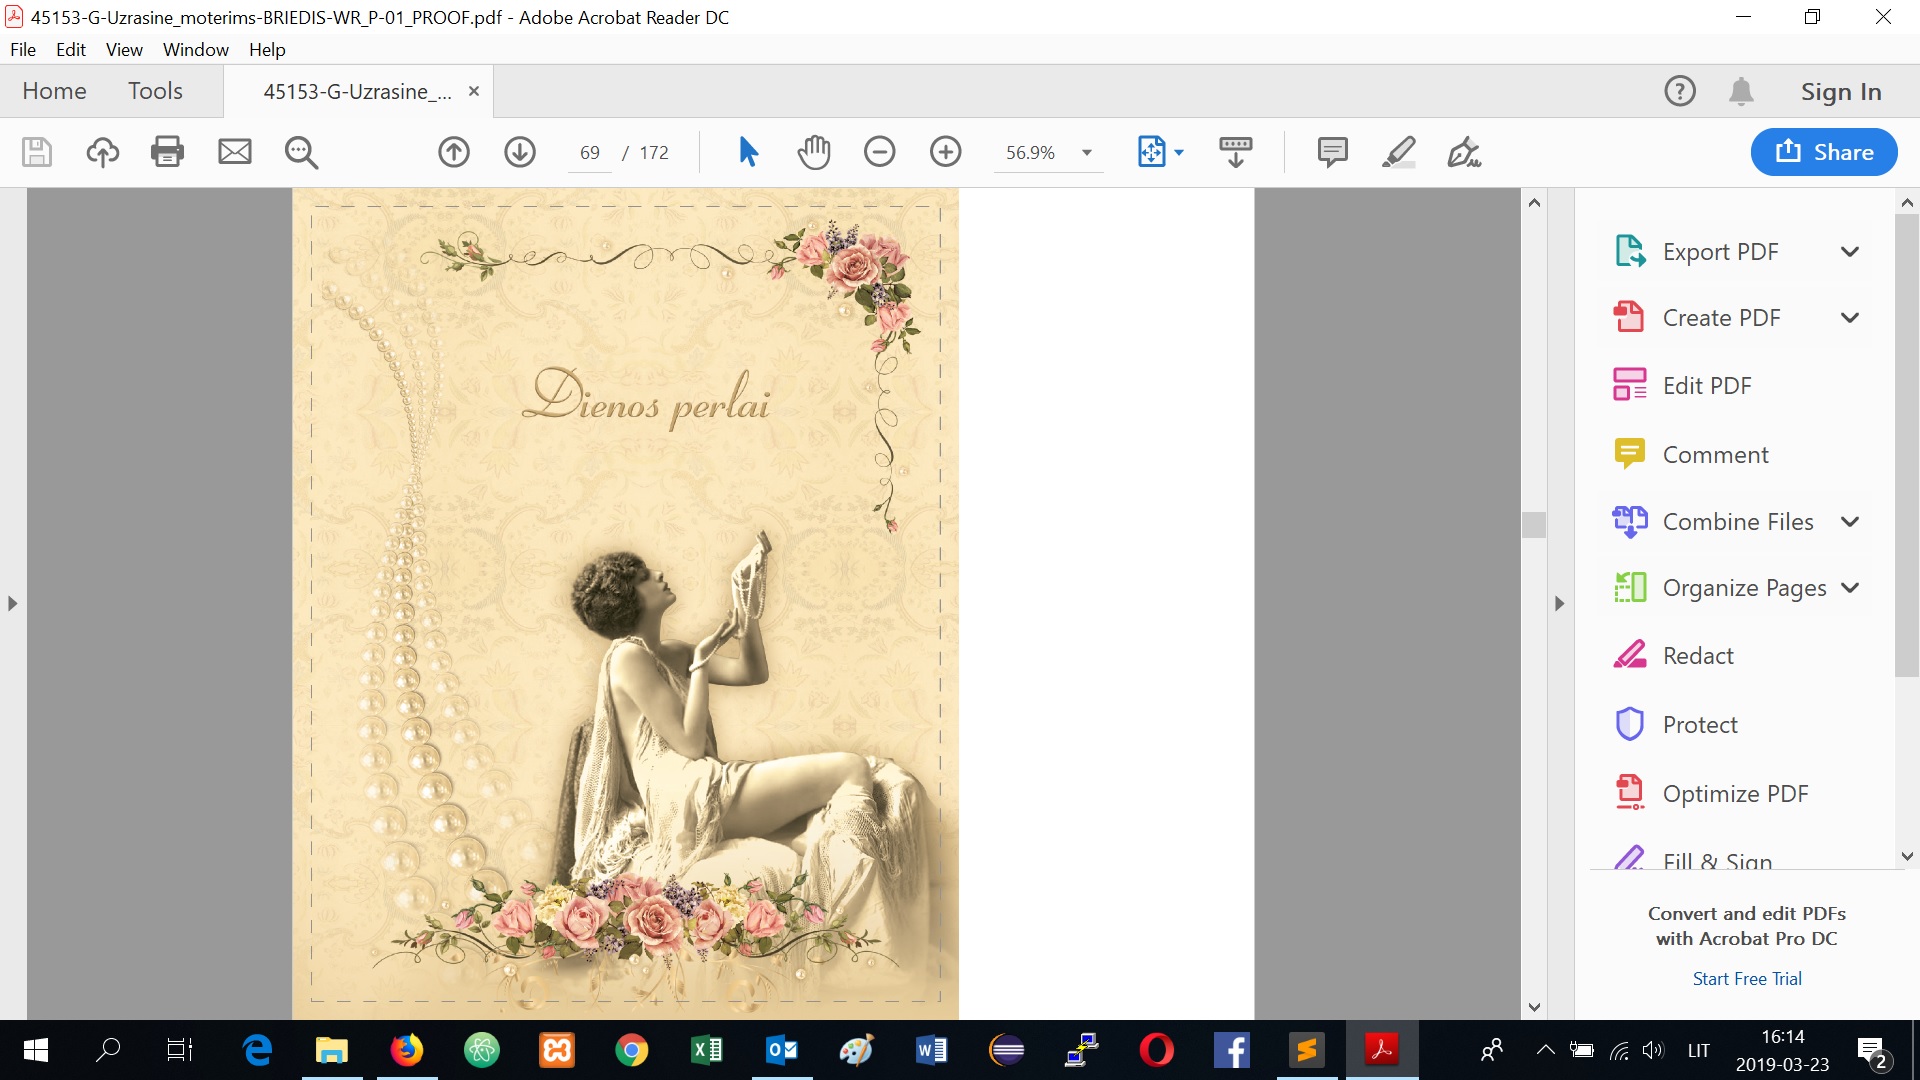 45153-G-Uzrasine_moterims-BRIEDIS-WR_P-01_PROOF.pdf - Adobe Acrobat Reader DC
File Edit View Window Help
Home Tools 45153-G-Uzrasine_... × Sign In
69 / 172 56.9% Share
Dienos perlai
Export PDF
Create PDF
Edit PDF
Comment
Combine Files
Organize Pages
Redact
Protect
Optimize PDF
Fill & Sign
Convert and edit PDFs
with Acrobat Pro DC
Start Free Trial
LIT
16:14
2019-03-23
2